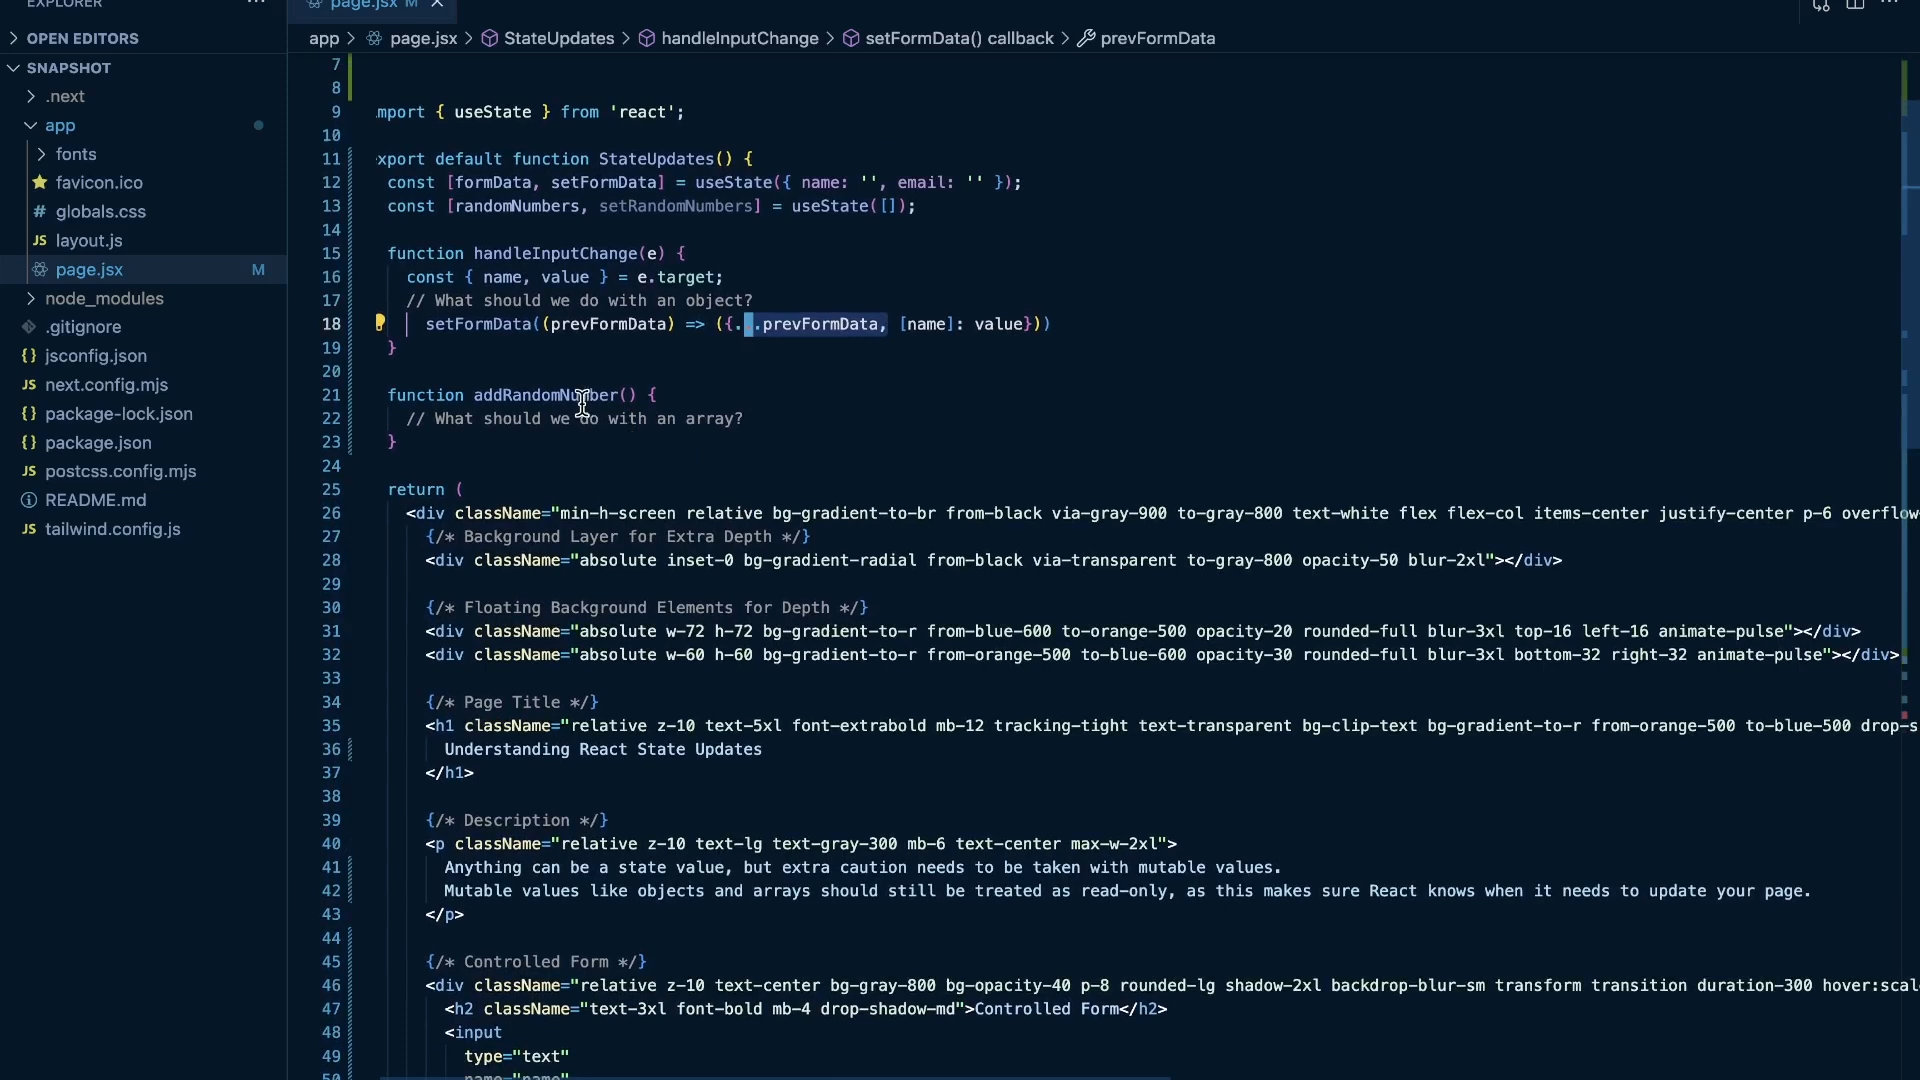 EXPLORER
page.jsx M
OPEN EDITORS
SNAPSHOT
.next
app
fonts
favicon.ico
# globals.css
JS layout.js
page.jsx M
node_modules
.gitignore
{} jsconfig.json
JS next.config.mjs
{} package-lock.json
{} package.json
JS postcss.config.mjs
README.md
JS tailwind.config.js
app > page.jsx > StateUpdates > handleInputChange > setFormData() callback > prevFormData
7
8
9 mport { useState } from 'react';
10
11 xport default function StateUpdates() {
12 const [formData, setFormData] = useState({ name: '', email: '' });
13 const [randomNumbers, setRandomNumbers] = useState([]);
14
15 function handleInputChange(e) {
16 const { name, value } = e.target;
17 // What should we do with an object?
18 setFormData((prevFormData) => ({...prevFormData, [name]: value}))
19 }
20
21 function addRandomNumber() {
22 // What should we do with an array?
23 }
24
25 return (
26 <div className="min-h-screen relative bg-gradient-to-br from-black via-gray-900 to-gray-800 text-white flex flex-col items-center justify-center p-6 overflow
27 {/* Background Layer for Extra Depth */}
28 <div className="absolute inset-0 bg-gradient-radial from-black via-transparent to-gray-800 opacity-50 blur-2xl"></div>
29
30 {/* Floating Background Elements for Depth */}
31 <div className="absolute w-72 h-72 bg-gradient-to-r from-blue-600 to-orange-500 opacity-20 rounded-full blur-3xl top-16 left-16 animate-pulse"></div>
32 <div className="absolute w-60 h-60 bg-gradient-to-r from-orange-500 to-blue-600 opacity-30 rounded-full blur-3xl bottom-32 right-32 animate-pulse"></div>
33
34 {/* Page Title */}
35 <h1 className="relative z-10 text-5xl font-extrabold mb-12 tracking-tight text-transparent bg-clip-text bg-gradient-to-r from-orange-500 to-blue-500 drop-s
36 Understanding React State Updates
37 </h1>
38
39 {/* Description */}
40 <p className="relative z-10 text-lg text-gray-300 mb-6 text-center max-w-2xl">
41 Anything can be a state value, but extra caution needs to be taken with mutable values.
42 Mutable values like objects and arrays should still be treated as read-only, as this makes sure React knows when it needs to update your page.
43 </p>
44
45 {/* Controlled Form */}
46 <div className="relative z-10 text-center bg-gray-800 bg-opacity-40 p-8 rounded-lg shadow-2xl backdrop-blur-sm transform transition duration-300 hover:scal
47 <h2 className="text-3xl font-bold mb-4 drop-shadow-md">Controlled Form</h2>
48 <input
49 type="text"
50 name="name"